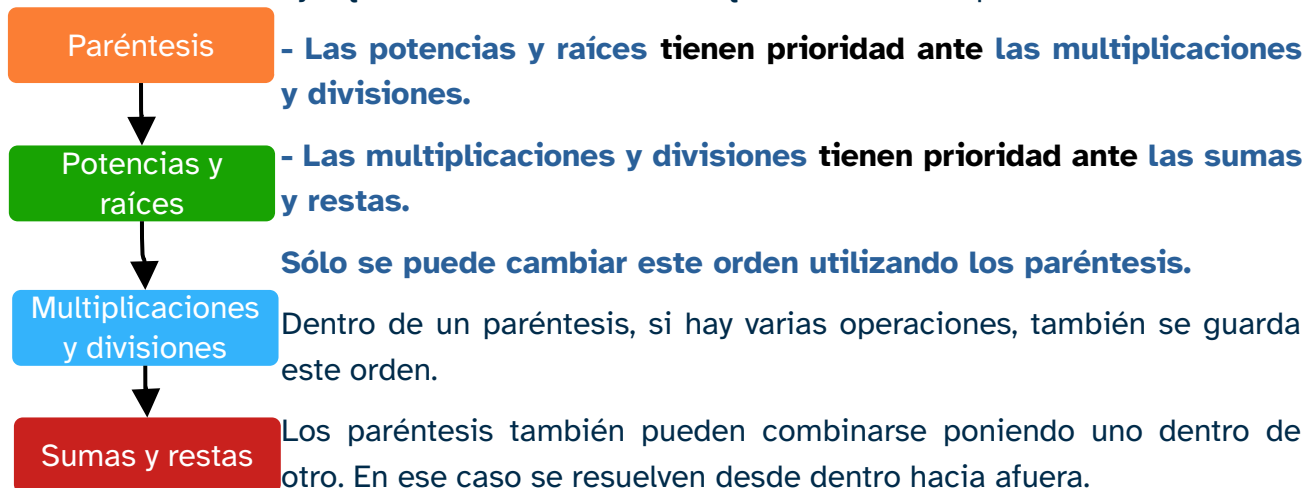 Paréntesis
Potencias y
raíces
Multiplicaciones
y divisiones
Sumas y restas
- Las potencias y raíces tienen prioridad ante las multiplicaciones
y divisiones.
- Las multiplicaciones y divisiones tienen prioridad ante las sumas
y restas.
Sólo se puede cambiar este orden utilizando los paréntesis.
Dentro de un paréntesis, si hay varias operaciones, también se guarda
este orden.
Los paréntesis también pueden combinarse poniendo uno dentro de
otro. En ese caso se resuelven desde dentro hacia afuera.